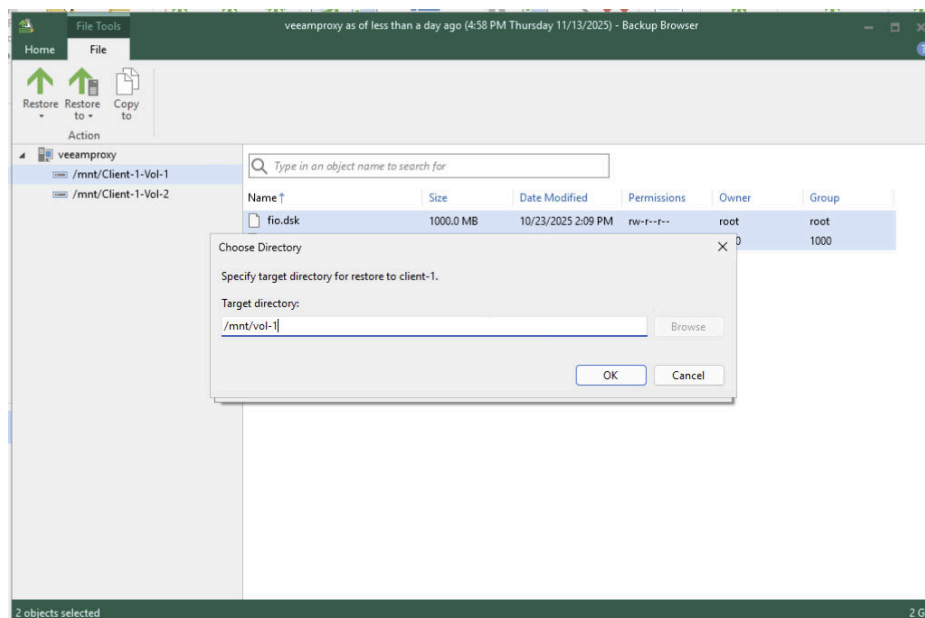 File Tools
veeamproxy as of less than a day ago (4:58 PM Thursday 11/13/2025) - Backup Browser
Home File
Restore Restore to Copy to
Action
veeamproxy
/mnt/Client-1-Vol-1
/mnt/Client-1-Vol-2
Type in an object name to search for
Name Size Date Modified Permissions Owner Group
fio.dsk 1000.0 MB 10/23/2025 2:09 PM rw-r--r-- root root
1000
Choose Directory
Specify target directory for restore to client-1.
Target directory:
/mnt/vol-1
Browse
OK Cancel
2 objects selected
2 G